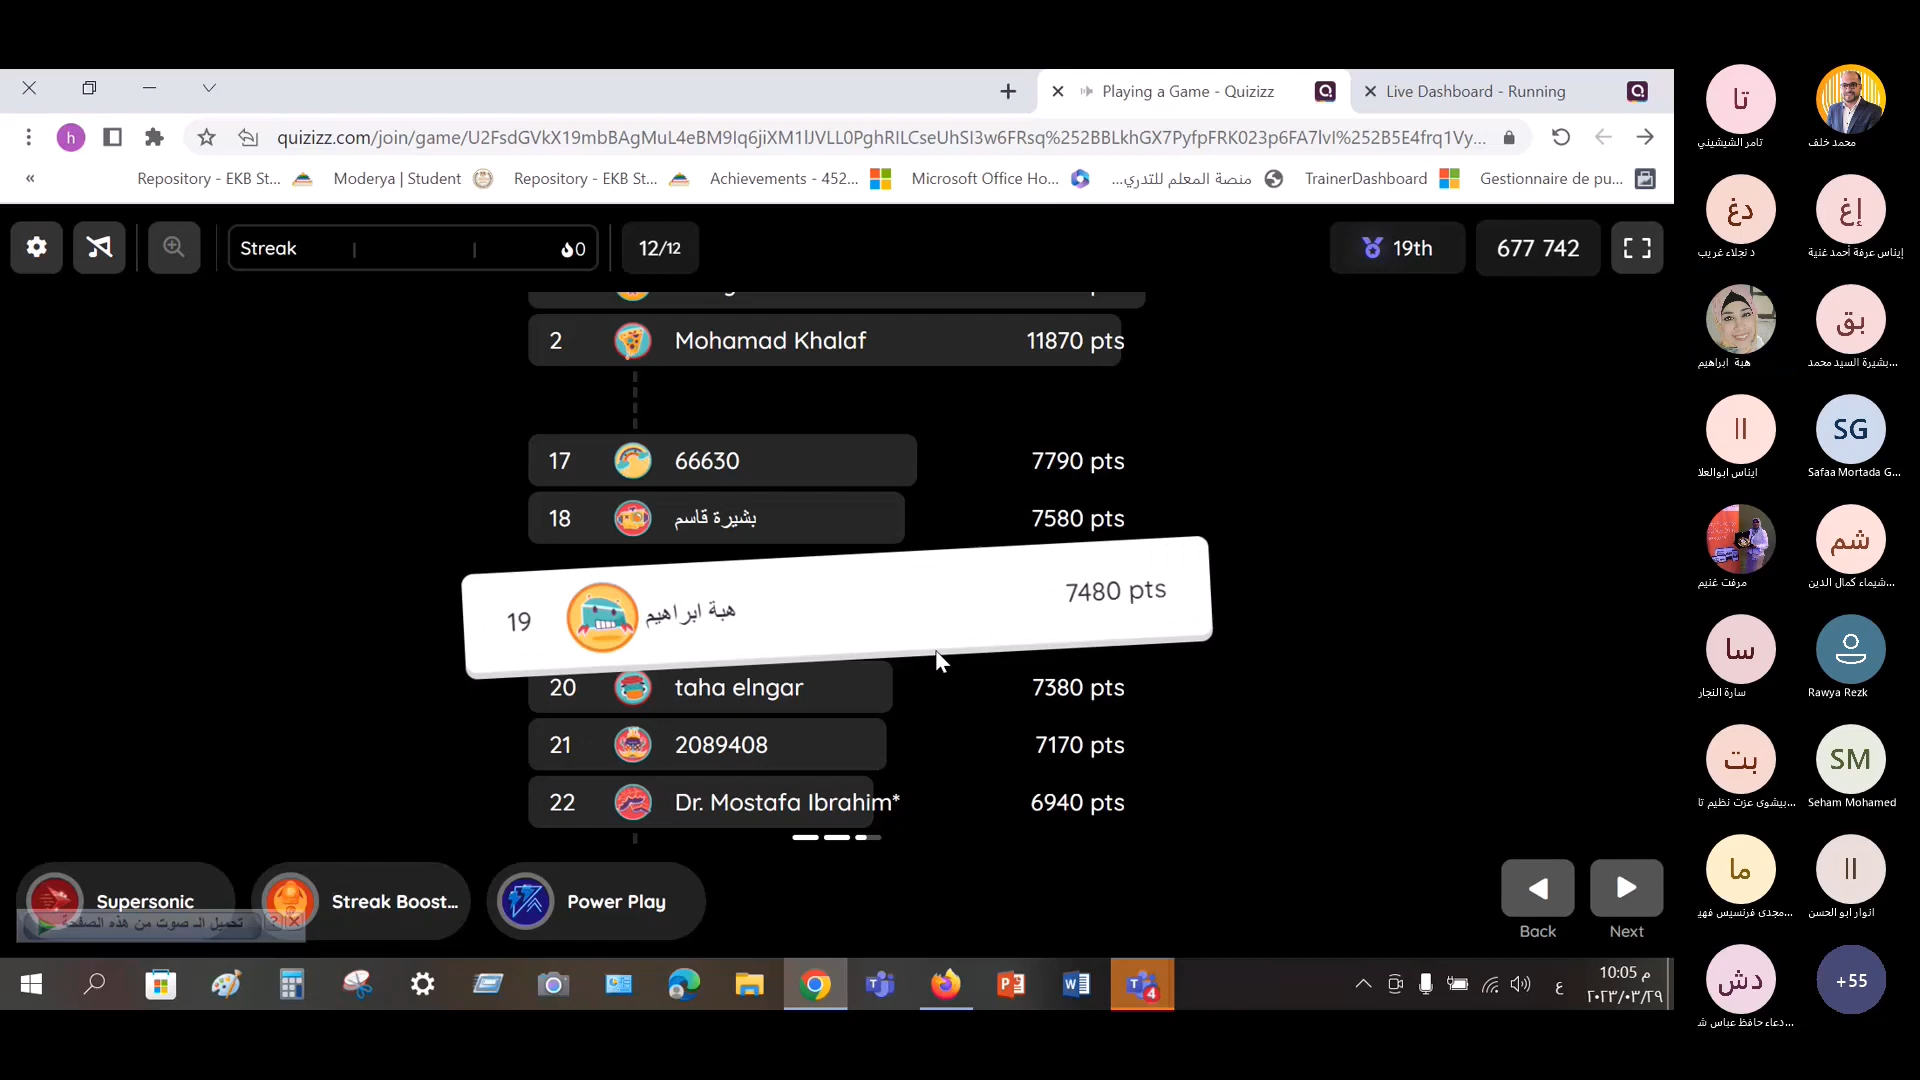 Playing a Game - Quizizz
Live Dashboard - Running
h
quizizz.com/join/game/U2FsdGVkX19mbBAgMuL4eBM9Iq6jiXM1IJVLL0PghRILCseUhSI3w6FRsq%252BBLkhGX7PyfpFRK023p6FA7lvI%252B5E4frq1Vy...
Repository - EKB St...
Moderya | Student
Repository - EKB St...
Achievements - 452...
Microsoft Office Ho...
منصة المعلم للتدري...
TrainerDashboard
Gestionnaire de pu...
Streak
0
12/12
19th
677 742
2 Mohamad Khalaf 11870 pts
17 66630 7790 pts
18 بشيرة قاسم 7580 pts
19 هبة ابراهيم 7480 pts
20 taha elngar 7380 pts
21 2089408 7170 pts
22 Dr. Mostafa Ibrahim* 6940 pts
Supersonic
Streak Boost...
Power Play
تحميل الـ صوت من هذه الصفحة
Back
Next
4
ع
10:05 م
٢٠٢٣/٠٣/٢٩
تا
تامر الشيشيني
محمد خلف
دغ
د نجلاء غريب
إغ
إيناس عرفة أحمد غنية
هبة ابراهيم
بق
بشيرة السيد محمد...
اا
ايناس ابوالعلا
SG
Safaa Mortada G...
مرفت غنيم
شم
شيماء كمال الدين...
سا
سارة النجار
Rawya Rezk
بت
بيشوى عزت نظيم تا...
SM
Seham Mohamed
ما
مجدى فرنسيس فهي...
اا
انوار ابو الحسن
دش
دعاء حافظ عباس ش...
+55